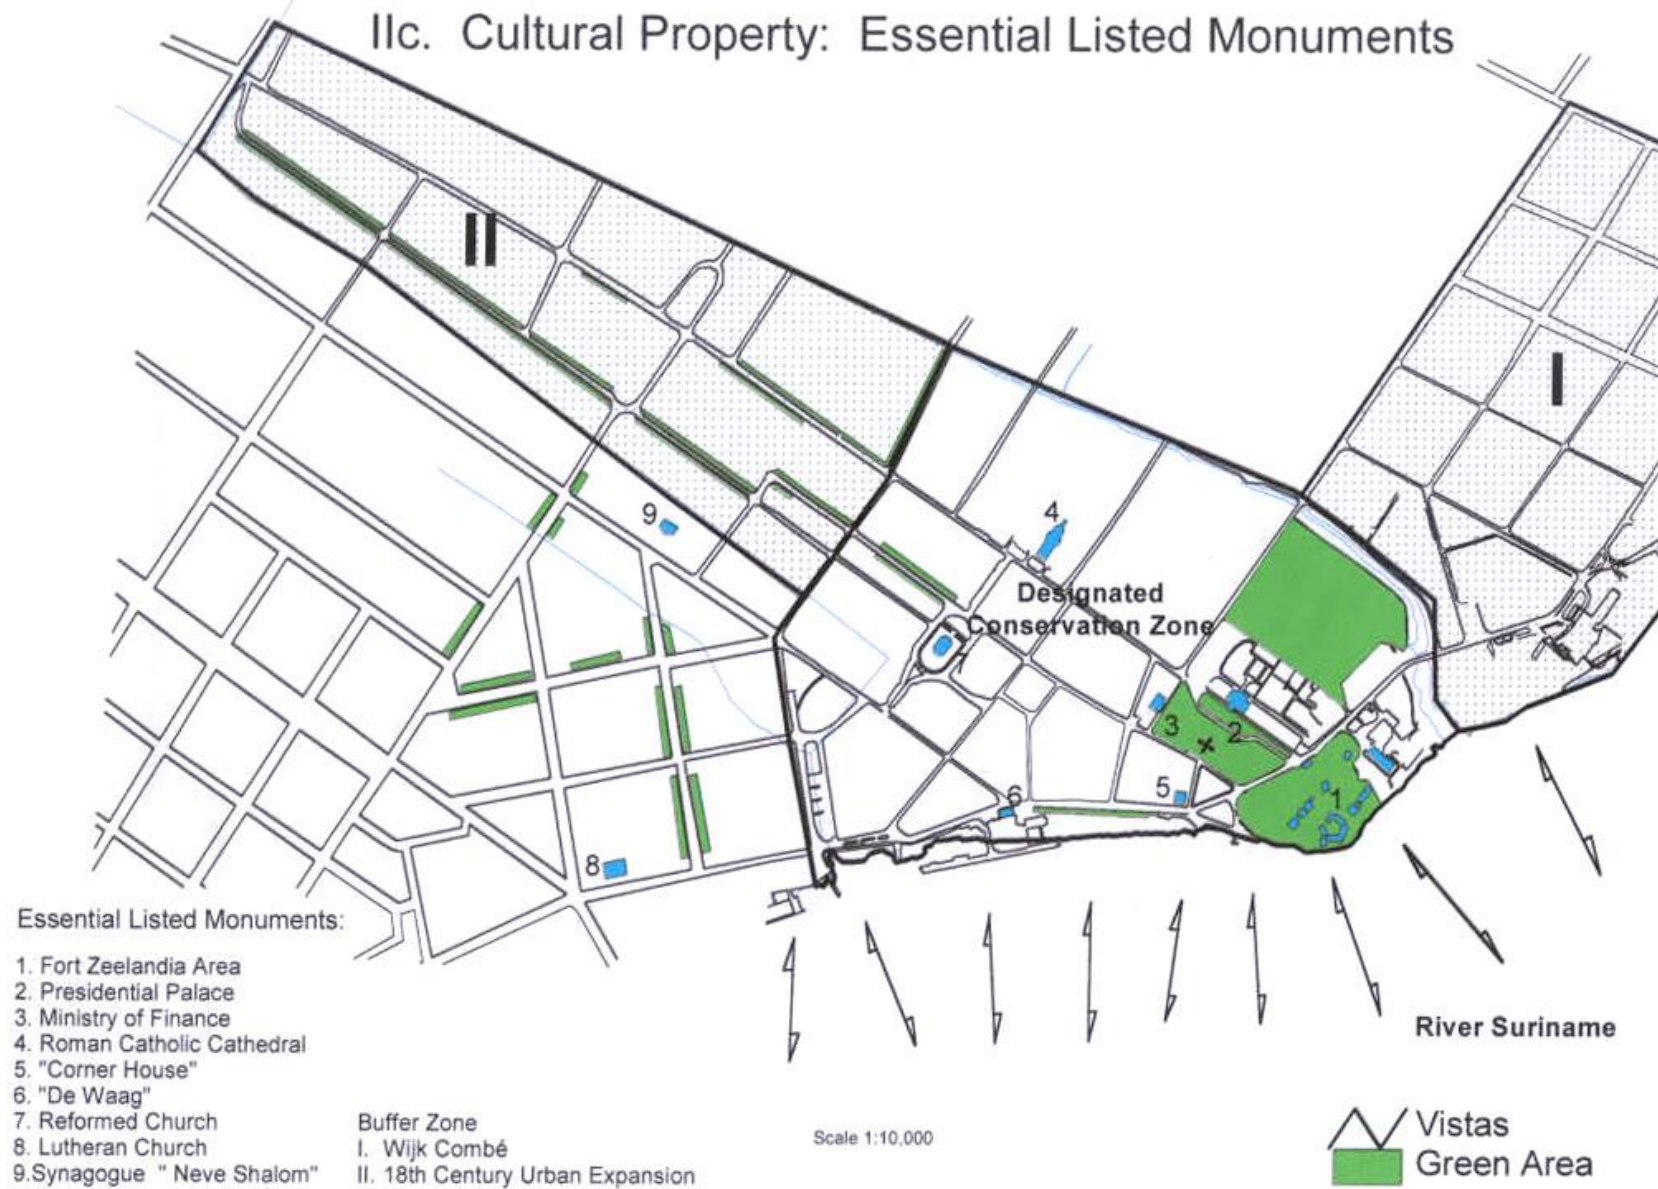 IIc. Cultural Property: Essential Listed Monuments
II
I
4
9
Designated
Conservation Zone
7
3
2
5
6
1
8
Essential Listed Monuments:
1. Fort Zeelandia Area
2. Presidential Palace
3. Ministry of Finance
4. Roman Catholic Cathedral
5. "Corner House"
6. "De Waag"
7. Reformed Church
8. Lutheran Church
9.Synagogue " Neve Shalom"
Buffer Zone
I. Wijk Combé
II. 18th Century Urban Expansion
Scale 1:10,000
River Suriname
Vistas
Green Area